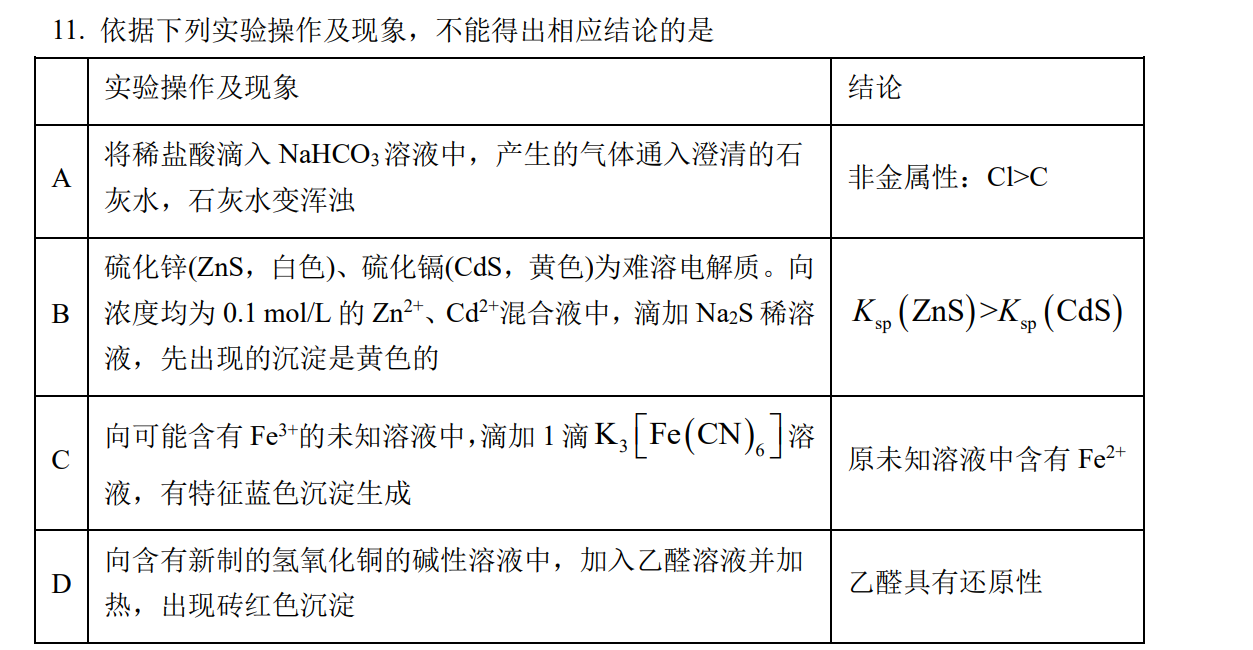 11. 依据下列实验操作及现象，不能得出相应结论的是
实验操作及现象
结论
A
将稀盐酸滴入 NaHCO₃溶液中，产生的气体通入澄清的石
灰水，石灰水变浑浊
非金属性：Cl>C
B
硫化锌(ZnS，白色)、硫化镉(CdS，黄色)为难溶电解质。向
浓度均为 0.1 mol/L 的 Zn²⁺、Cd²⁺混合液中，滴加 Na₂S 稀溶
液，先出现的沉淀是黄色的
Kₛₚ(ZnS)>Kₛₚ(CdS)
C
向可能含有 Fe³⁺的未知溶液中，滴加 1 滴 K₃[Fe(CN)₆]溶
液，有特征蓝色沉淀生成
原未知溶液中含有 Fe²⁺
D
向含有新制的氢氧化铜的碱性溶液中，加入乙醛溶液并加
热，出现砖红色沉淀
乙醛具有还原性